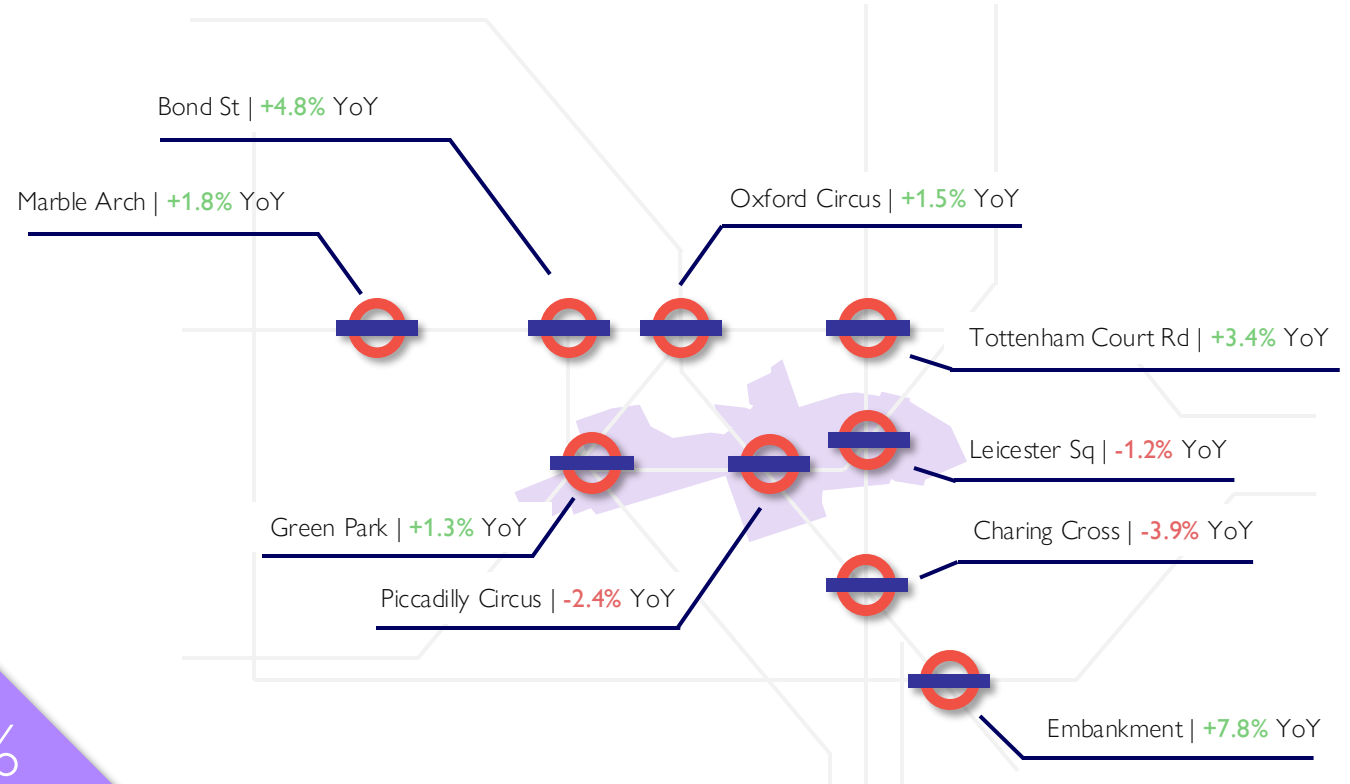 Bond St | +4.8% YoY
Marble Arch | +1.8% YoY
Oxford Circus | +1.5% YoY
Tottenham Court Rd | +3.4% YoY
Leicester Sq | -1.2% YoY
Green Park | +1.3% YoY
Charing Cross | -3.9% YoY
Piccadilly Circus | -2.4% YoY
Embankment | +7.8% YoY
%